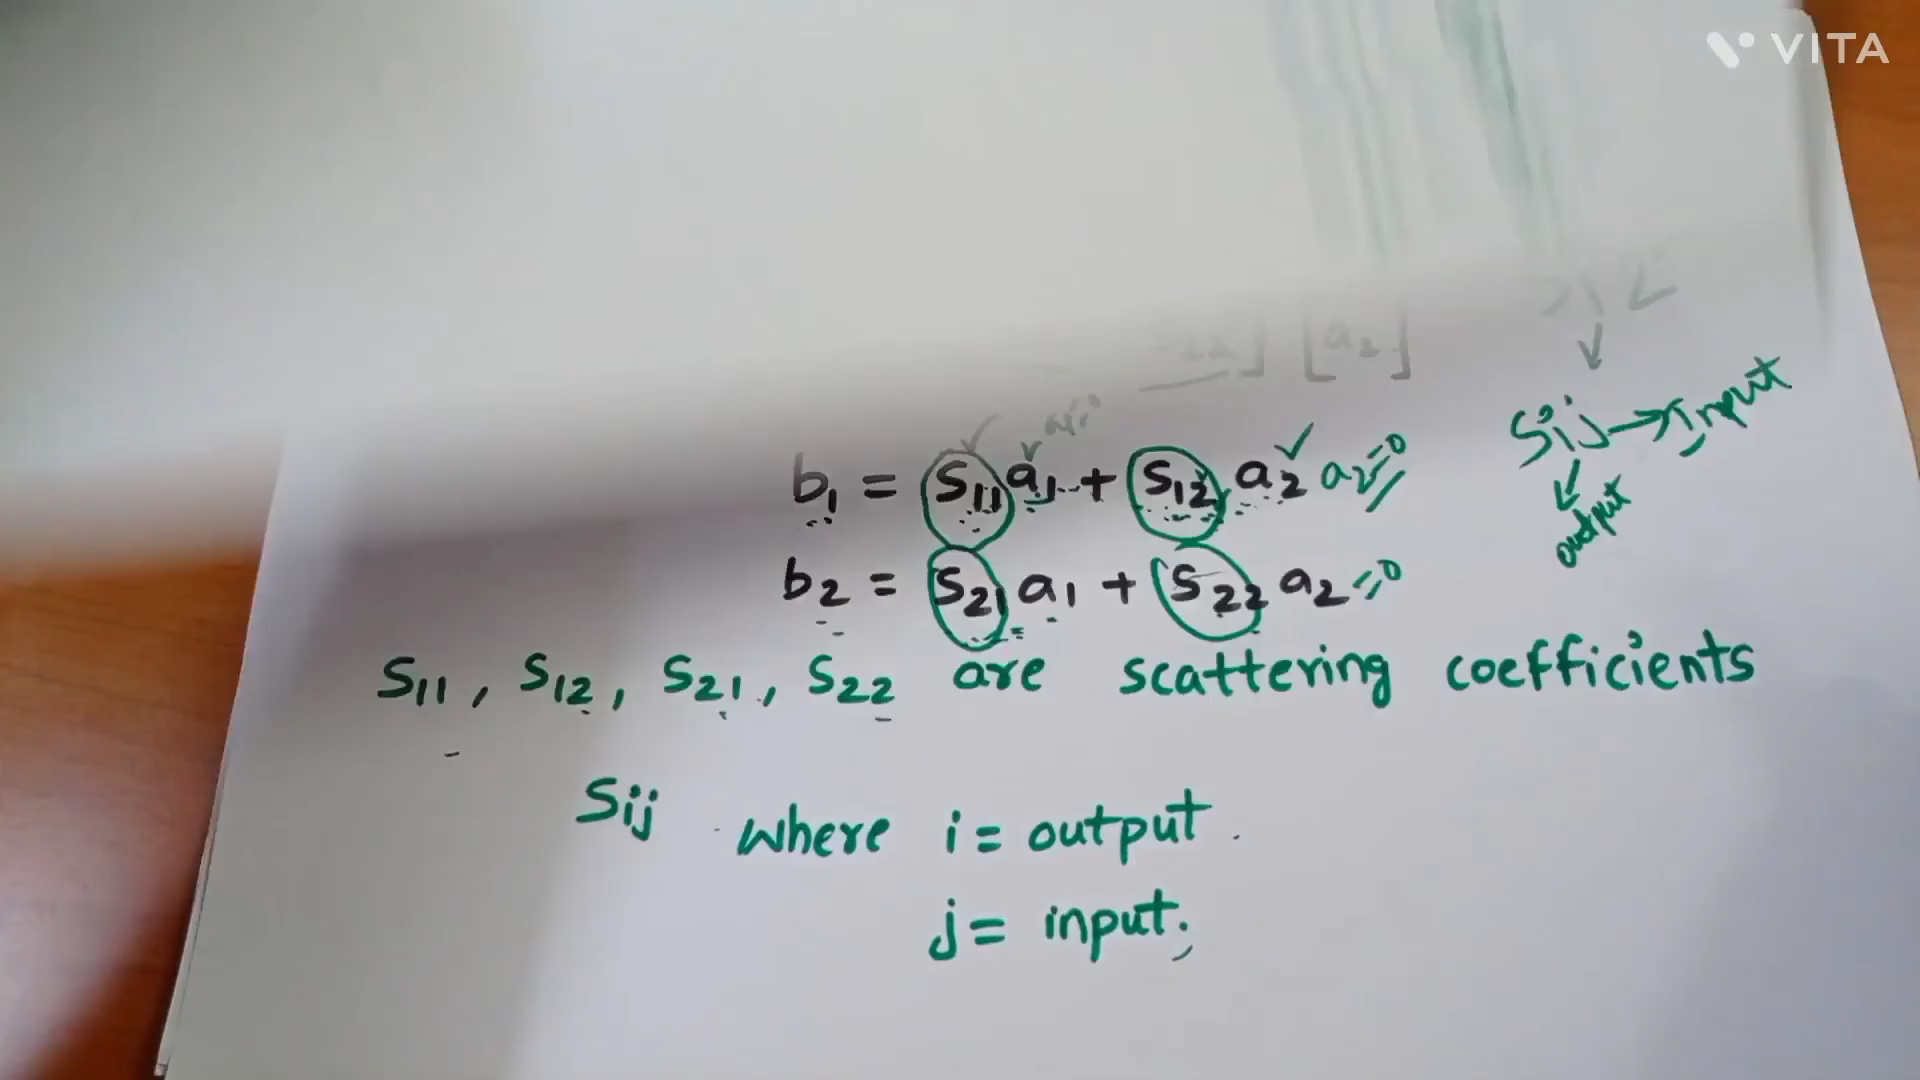 VITA
[a2]
b1 = S11 a1 + S12 a2 a2=0
Sij → Input
output
b2 = S21 a1 + S22 a2 =0
S11, S12, S21, S22 are scattering coefficients
Sij where i = output
j = input.